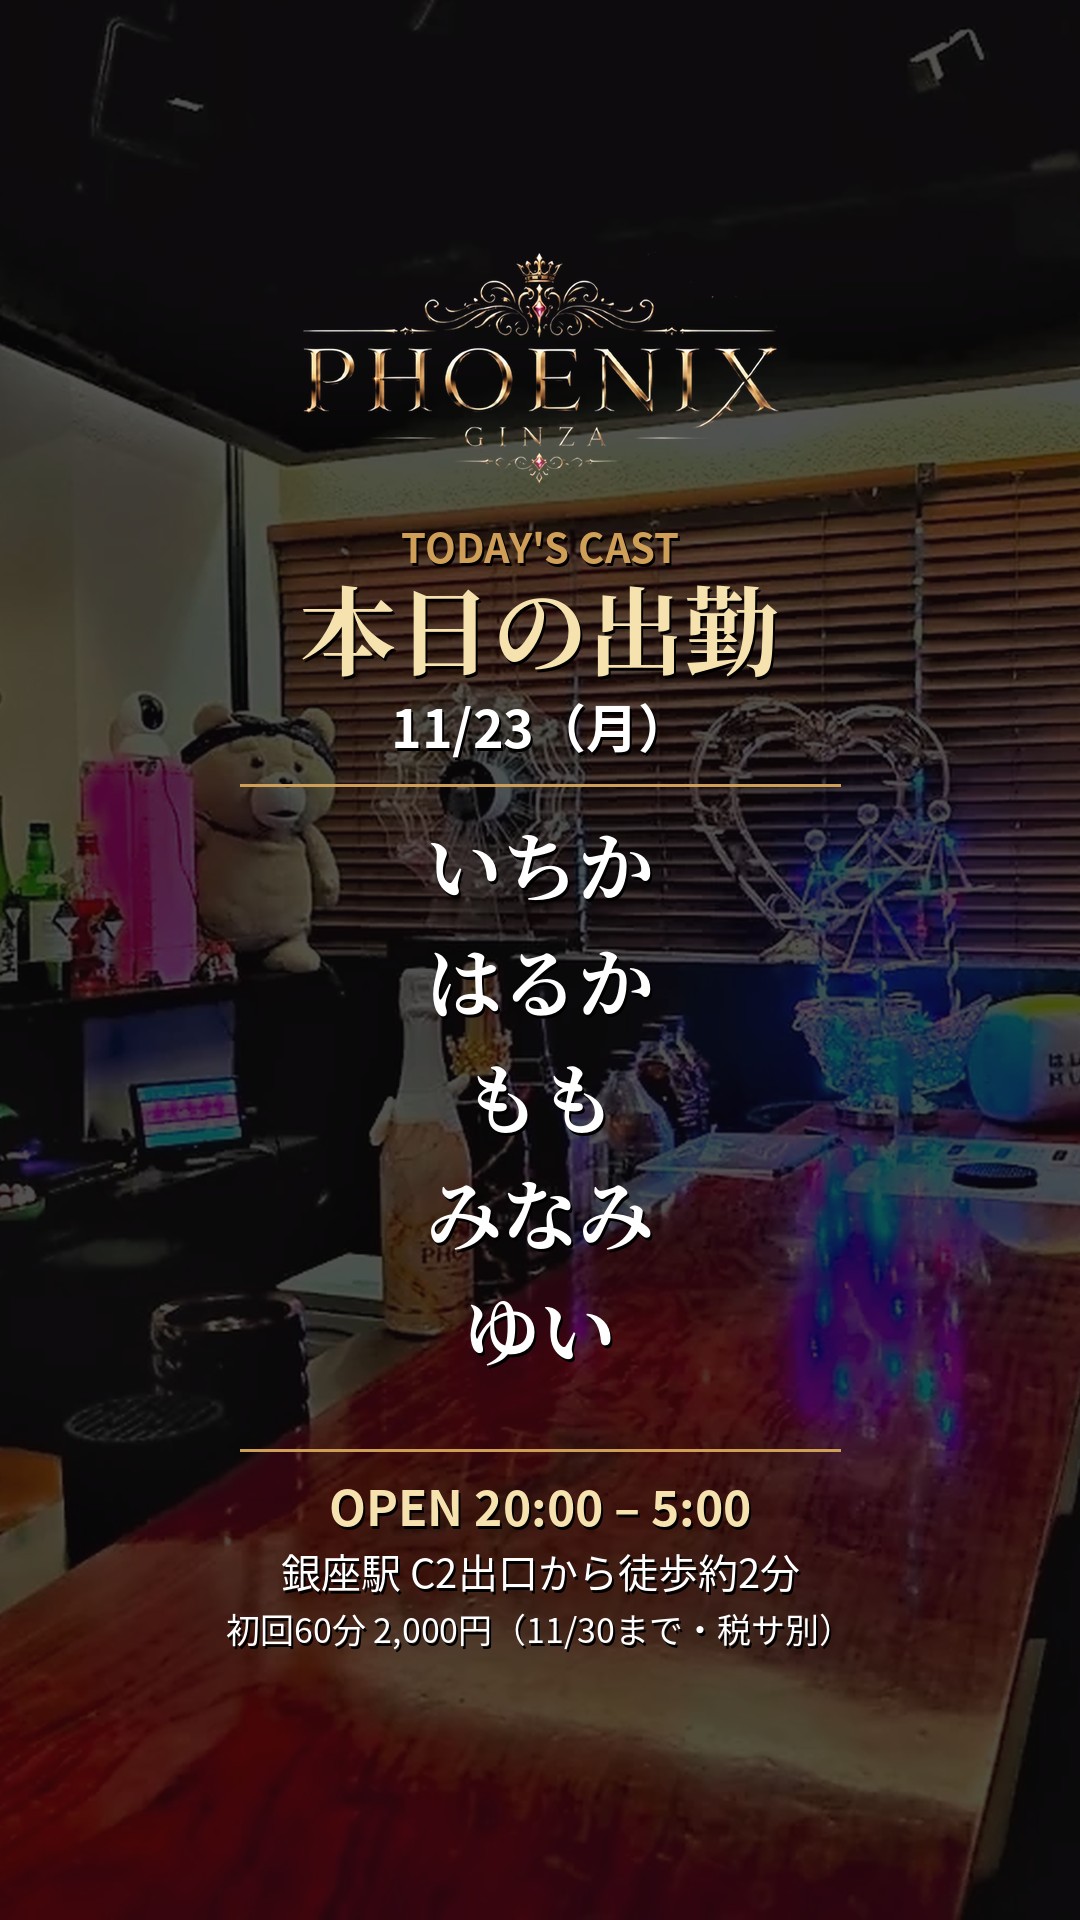 PHOENIX
GINZA
TODAY'S CAST
本日の出勤
11/23（月）
いちか
はるか
もも
みなみ
ゆい
OPEN 20:00 – 5:00
銀座駅 C2出口から徒歩約2分
初回60分 2,000円（11/30まで・税サ別）